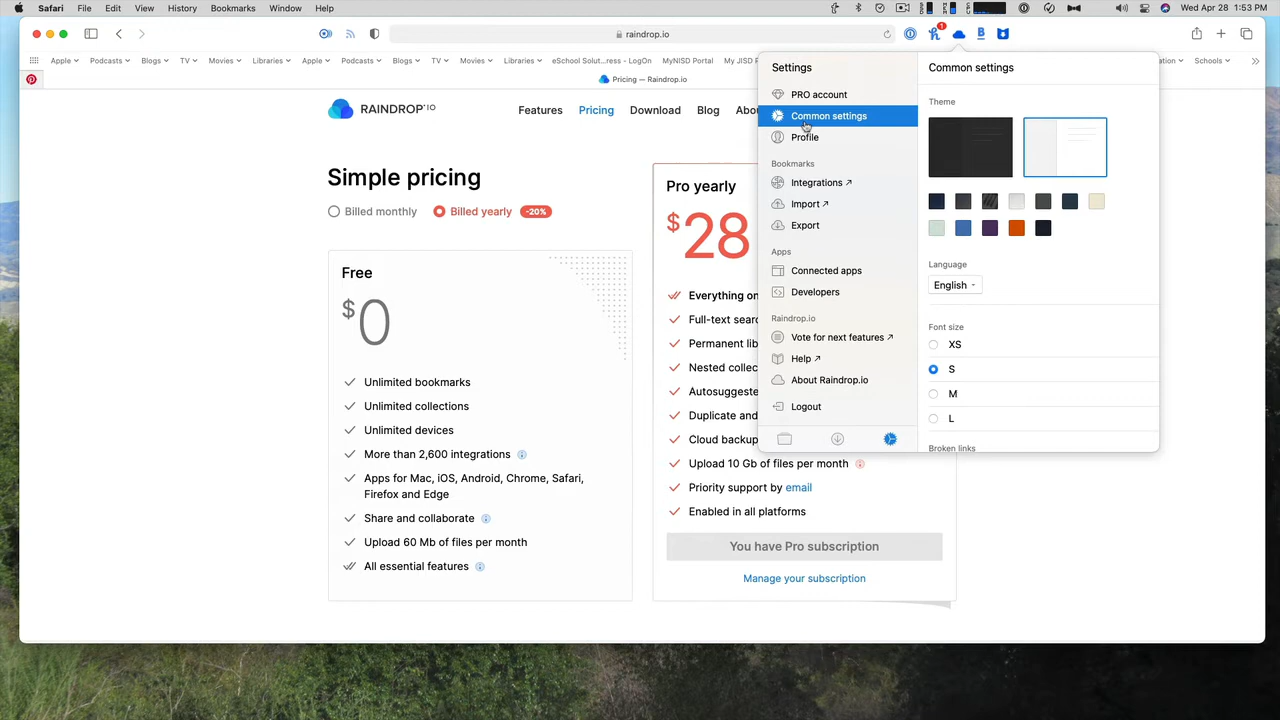 Safari File Edit View History Bookmarks Window Help
Wed Apr 28 1:53 PM
raindrop.io
1
B
Apple Podcasts Blogs TV Movies Libraries Apple Podcasts Blogs TV Movies Libraries eSchool Solut...ress - LogOn MyNISD Portal My JISD P
ation Schools
Pricing — Raindrop.io
RAINDROP.IO
Features Pricing Download Blog Abou
Simple pricing
Billed monthly Billed yearly -20%
Free
$0
Unlimited bookmarks
Unlimited collections
Unlimited devices
More than 2,600 integrations
Apps for Mac, iOS, Android, Chrome, Safari,
Firefox and Edge
Share and collaborate
Upload 60 Mb of files per month
All essential features
Pro yearly
$28
Everything on
Full-text searc
Permanent lib
Nested collec
Autosuggeste
Duplicate and
Cloud backup
Upload 10 Gb of files per month
Priority support by email
Enabled in all platforms
You have Pro subscription
Manage your subscription
Settings
PRO account
Common settings
Profile
Bookmarks
Integrations ↗
Import ↗
Export
Apps
Connected apps
Developers
Raindrop.io
Vote for next features ↗
Help ↗
About Raindrop.io
Logout
Common settings
Theme
Language
English
Font size
XS
S
M
L
Broken links